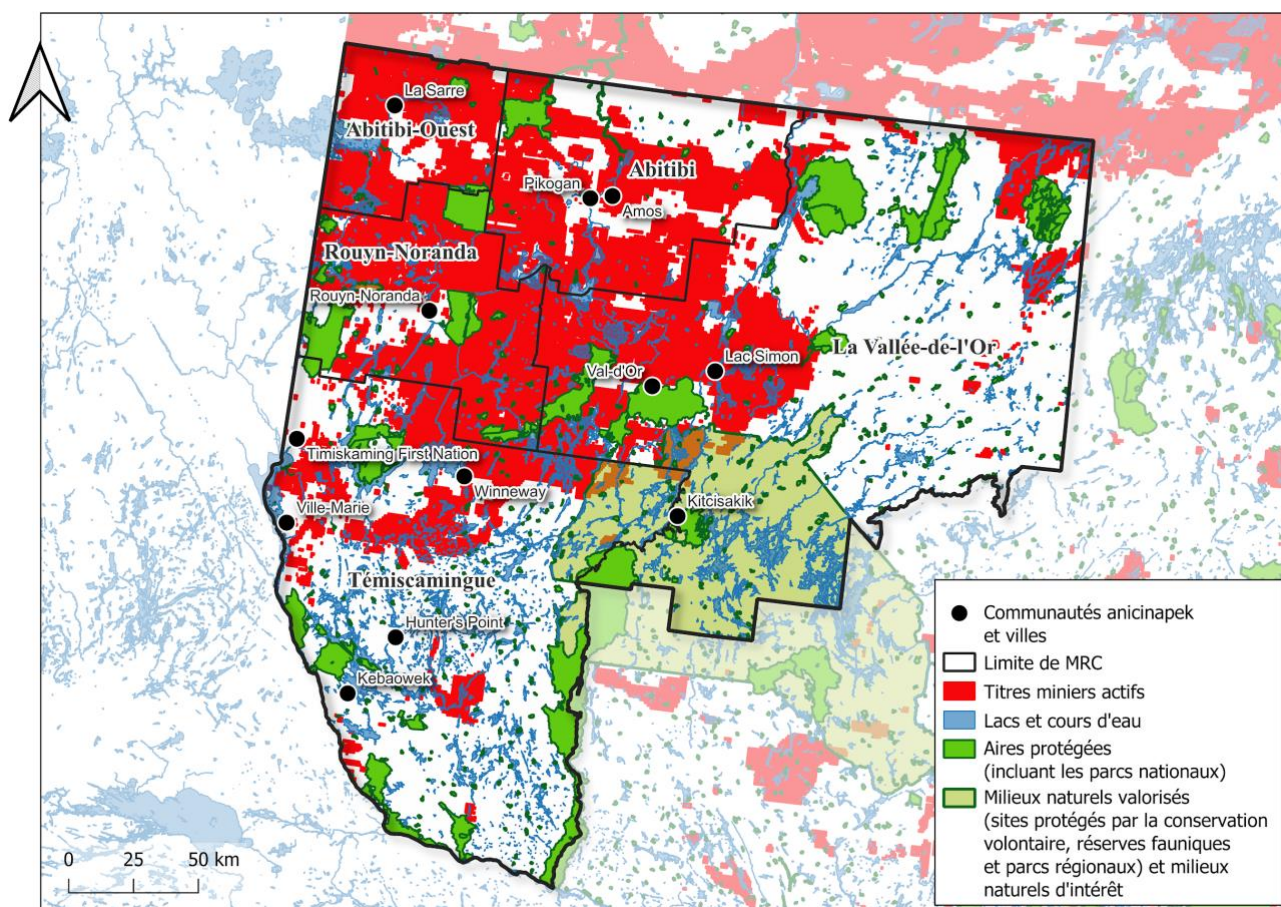 La Sarre
Abitibi-Ouest
Abitibi
Pikogan
Amos
Rouyn-Noranda
Rouyn-Noranda
La Vallée-de-l'Or
Lac Simon
Val-d'Or
Timiskaming First Nation
Winneway
Ville-Marie
Kitcisakik
Témiscamingue
Hunter's Point
Kebaowek
0 25 50 km
Communautés anicinapek
et villes
Limite de MRC
Titres miniers actifs
Lacs et cours d'eau
Aires protégées
(incluant les parcs nationaux)
Milieux naturels valorisés
(sites protégés par la conservation
volontaire, réserves fauniques
et parcs régionaux) et milieux
naturels d'intérêt